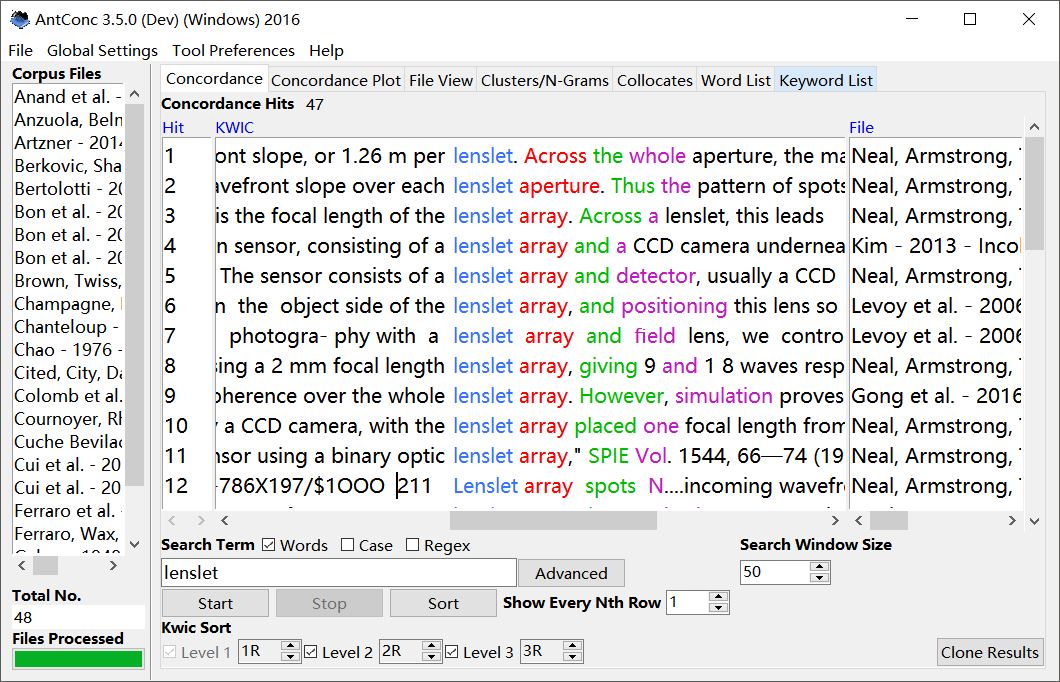 AntConc 3.5.0 (Dev) (Windows) 2016
File Global Settings Tool Preferences Help
Corpus Files
Anand et al. -
Anzuola, Beln
Artzner - 2014
Berkovic, Sha
Bertolotti - 20
Bon et al. - 20
Bon et al. - 20
Bon et al. - 20
Brown, Twiss,
Champagne,
Chanteloup -
Chao - 1976 -
Cited, City, Da
Colomb et al.
Cournoyer, Rh
Cuche Bevilac
Cui et al. - 20
Cui et al. - 20
Ferraro et al. -
Ferraro, Wax,
Total No.
48
Files Processed
Concordance Concordance Plot File View Clusters/N-Grams Collocates Word List Keyword List
Concordance Hits 47
Hit KWIC File
1 ont slope, or 1.26 m per lenslet. Across the whole aperture, the ma Neal, Armstrong,
2 avefront slope over each lenslet aperture. Thus the pattern of spots Neal, Armstrong,
3 is the focal length of the lenslet array. Across a lenslet, this leads Neal, Armstrong,
4 n sensor, consisting of a lenslet array and a CCD camera undernea Kim - 2013 - Incol
5 The sensor consists of a lenslet array and detector, usually a CCD Neal, Armstrong,
6 n the object side of the lenslet array, and positioning this lens so Levoy et al. - 2006
7 photogra- phy with a lenslet array and field lens, we contro Levoy et al. - 2006
8 sing a 2 mm focal length lenslet array, giving 9 and 1 8 waves resp Neal, Armstrong,
9 oherence over the whole lenslet array. However, simulation proves Gong et al. - 2016
10 y a CCD camera, with the lenslet array placed one focal length from Neal, Armstrong,
11 nsor using a binary optic lenslet array," SPIE Vol. 1544, 66—74 (19 Neal, Armstrong,
12 -786X197/$1OOO 211 Lenslet array spots N....incoming wavefr Neal, Armstrong,
Search Term Words Case Regex Search Window Size
lenslet Advanced 50
Start Stop Sort Show Every Nth Row 1
Kwic Sort
Level 1 1R Level 2 2R Level 3 3R Clone Results